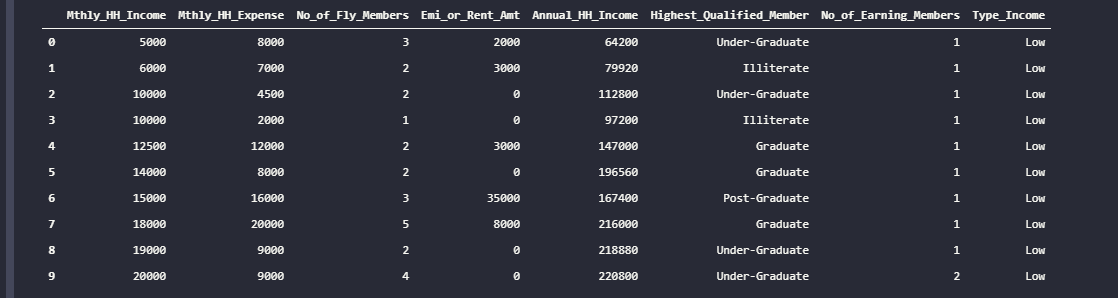 Mthly_HH_Income Mthly_HH_Expense No_of_Fly_Members Emi_or_Rent_Amt Annual_HH_Income Highest_Qualified_Member No_of_Earning_Members Type_Income
0 5000 8000 3 2000 64200 Under-Graduate 1 Low
1 6000 7000 2 3000 79920 Illiterate 1 Low
2 10000 4500 2 0 112800 Under-Graduate 1 Low
3 10000 2000 1 0 97200 Illiterate 1 Low
4 12500 12000 2 3000 147000 Graduate 1 Low
5 14000 8000 2 0 196560 Graduate 1 Low
6 15000 16000 3 35000 167400 Post-Graduate 1 Low
7 18000 20000 5 8000 216000 Graduate 1 Low
8 19000 9000 2 0 218880 Under-Graduate 1 Low
9 20000 9000 4 0 220800 Under-Graduate 2 Low